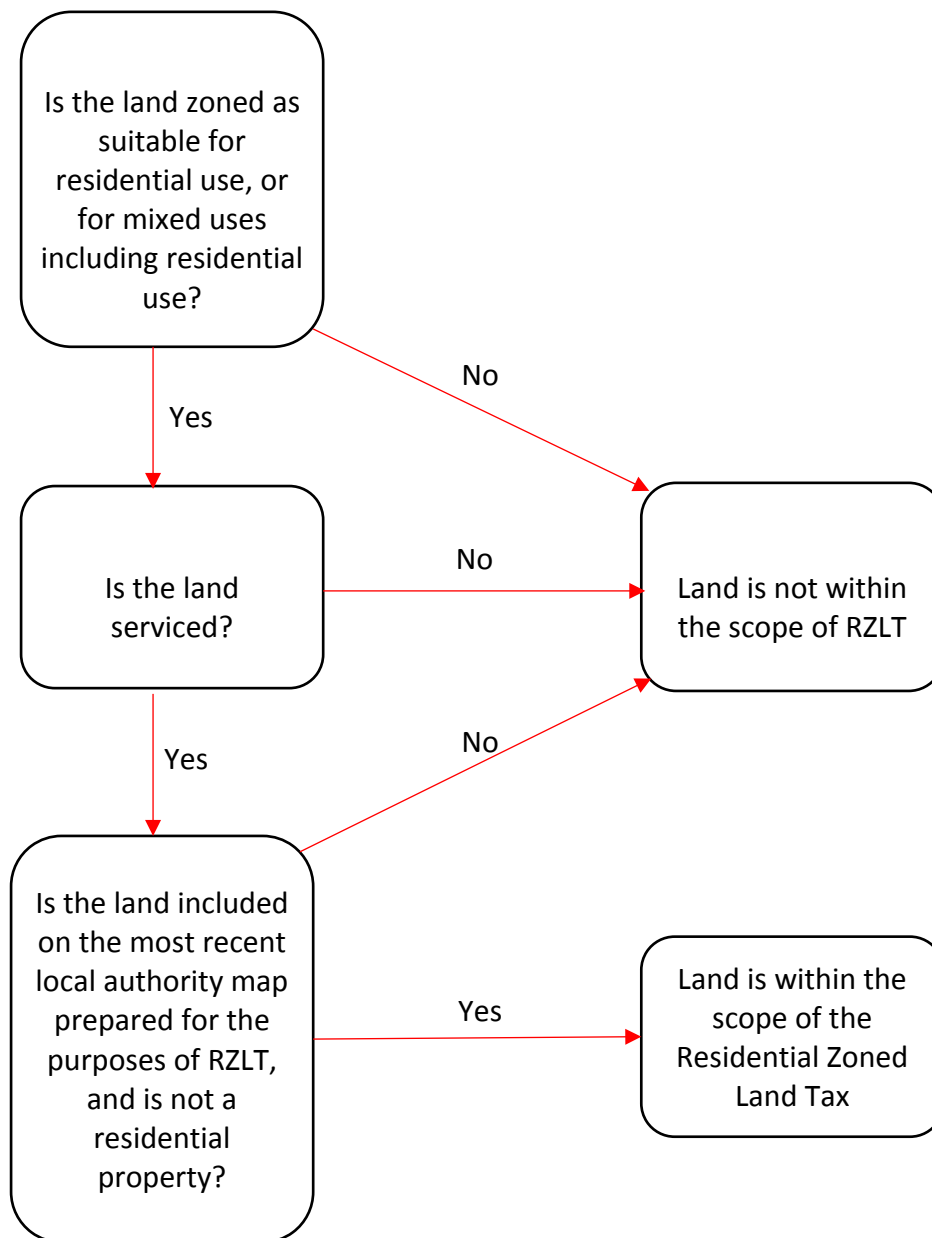 Is the land zoned as
suitable for
residential use, or
for mixed uses
including residential
use?
No
Yes
Is the land
serviced?
No
Land is not within
the scope of RZLT
Yes
No
Is the land included
on the most recent
local authority map
prepared for the
purposes of RZLT,
and is not a
residential
property?
Yes
Land is within the
scope of the
Residential Zoned
Land Tax